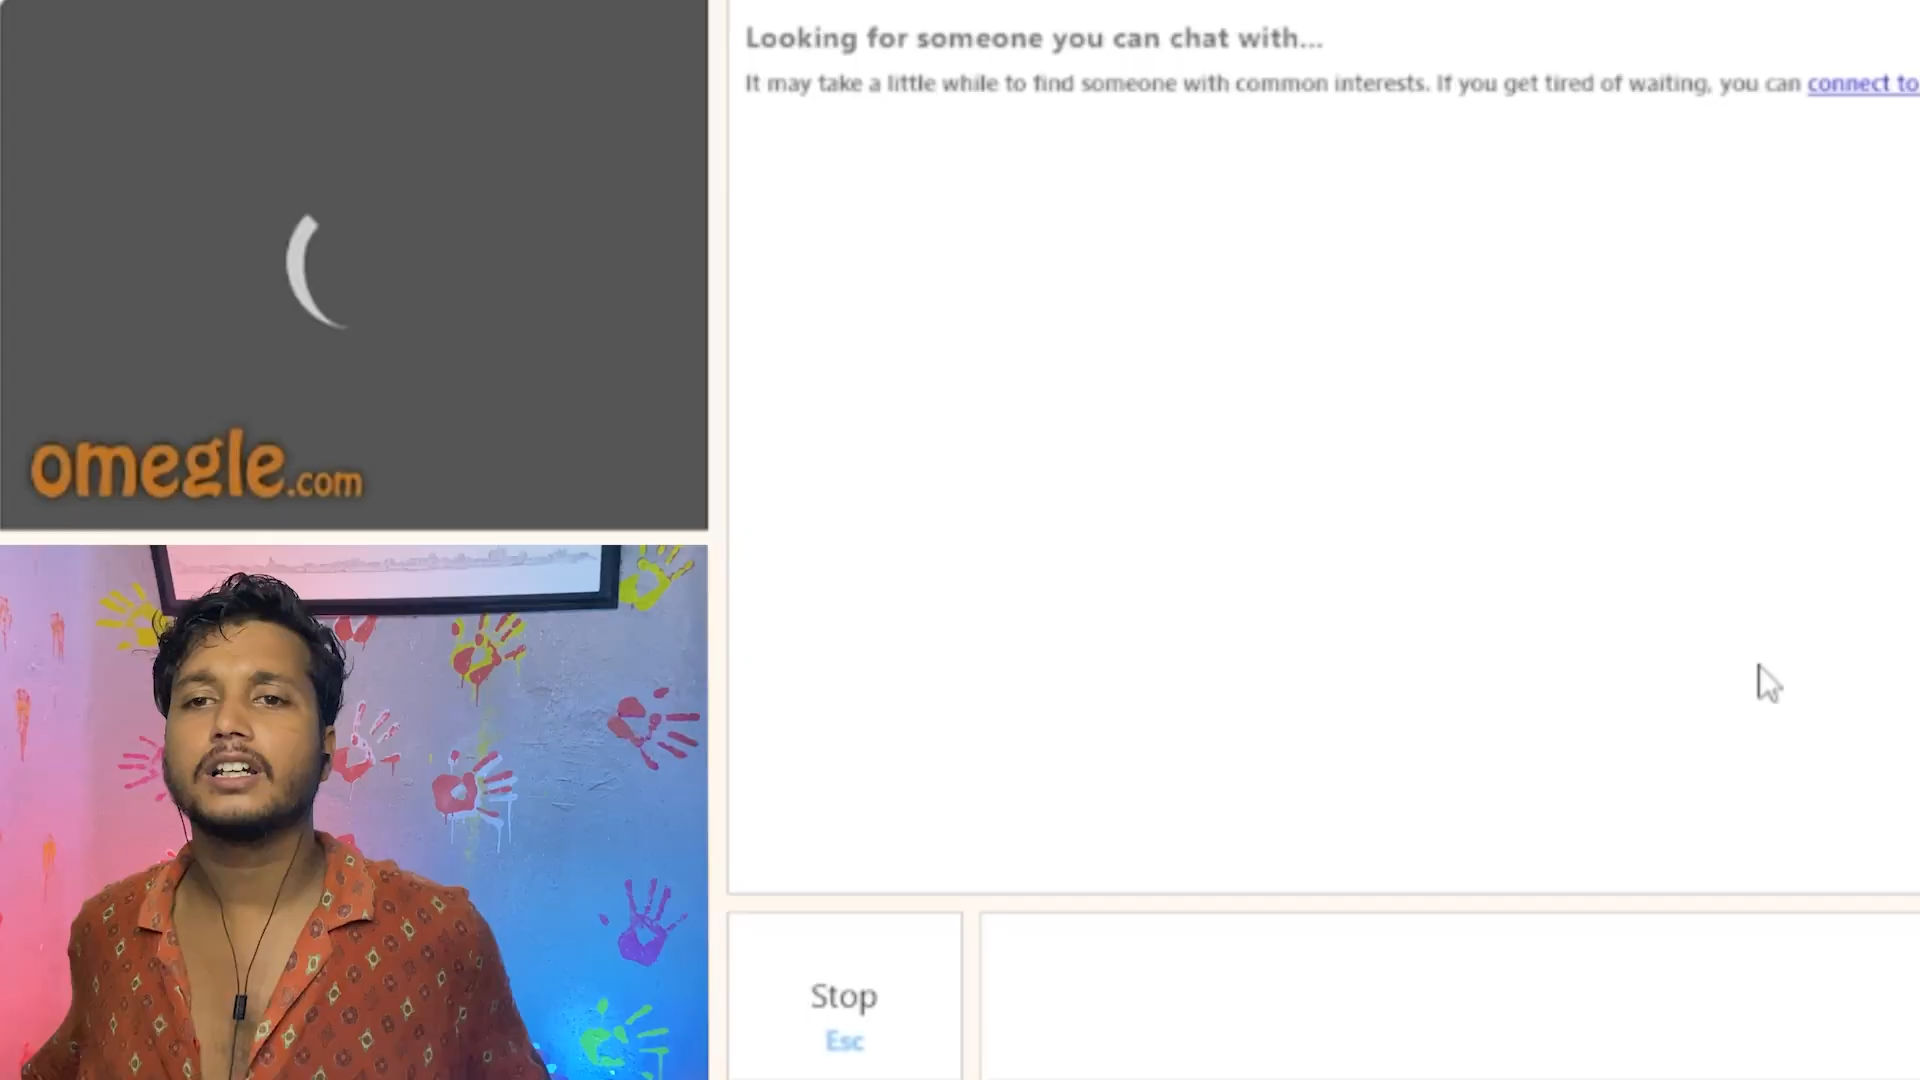 Looking for someone you can chat with...
It may take a little while to find someone with common interests. If you get tired of waiting, you can connect to
omegle.com
Stop
Esc